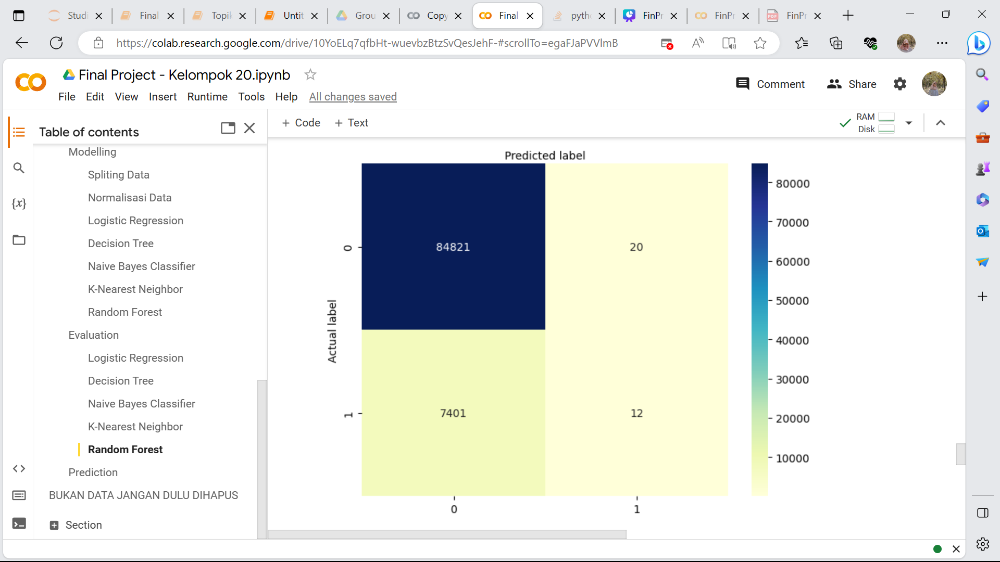 Studi
Final
Topik
Untit
Grou
Copy
Final
pytho
FinPr
FinPr
FinPr
https://colab.research.google.com/drive/10YoELq7qfbHt-wuevbzBtzSvQesJehF-#scrollTo=egaFJaPVVlmB
Final Project - Kelompok 20.ipynb
Comment
Share
File Edit View Insert Runtime Tools Help All changes saved
Table of contents
+ Code + Text
RAM
Disk
Modelling
Spliting Data
Normalisasi Data
Logistic Regression
Decision Tree
Naive Bayes Classifier
K-Nearest Neighbor
Random Forest
Evaluation
Logistic Regression
Decision Tree
Naive Bayes Classifier
K-Nearest Neighbor
Random Forest
Prediction
BUKAN DATA JANGAN DULU DIHAPUS
Section
Predicted label
Actual label
0
84821
20
1
7401
12
0
1
80000
70000
60000
50000
40000
30000
20000
10000